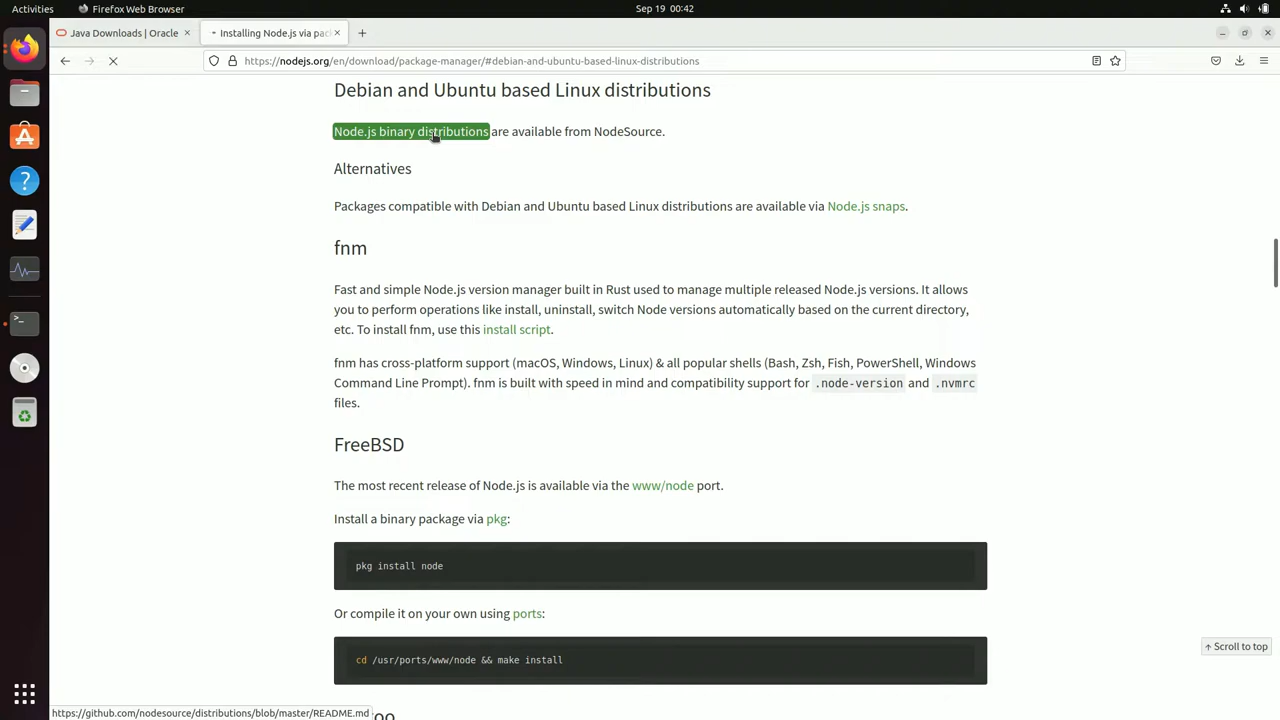 Activities
Firefox Web Browser
Sep 19 00:42
Java Downloads | Oracle
Installing Node.js via pac
https://nodejs.org/en/download/package-manager/#debian-and-ubuntu-based-linux-distributions
Debian and Ubuntu based Linux distributions
Node.js binary distributions are available from NodeSource.
Alternatives
Packages compatible with Debian and Ubuntu based Linux distributions are available via Node.js snaps.
fnm
Fast and simple Node.js version manager built in Rust used to manage multiple released Node.js versions. It allows
you to perform operations like install, uninstall, switch Node versions automatically based on the current directory,
etc. To install fnm, use this install script.
fnm has cross-platform support (macOS, Windows, Linux) & all popular shells (Bash, Zsh, Fish, PowerShell, Windows
Command Line Prompt). fnm is built with speed in mind and compatibility support for .node-version and .nvmrc
files.
FreeBSD
The most recent release of Node.js is available via the www/node port.
Install a binary package via pkg:
pkg install node
Or compile it on your own using ports:
cd /usr/ports/www/node && make install
↑ Scroll to top
https://github.com/nodesource/distributions/blob/master/README.md